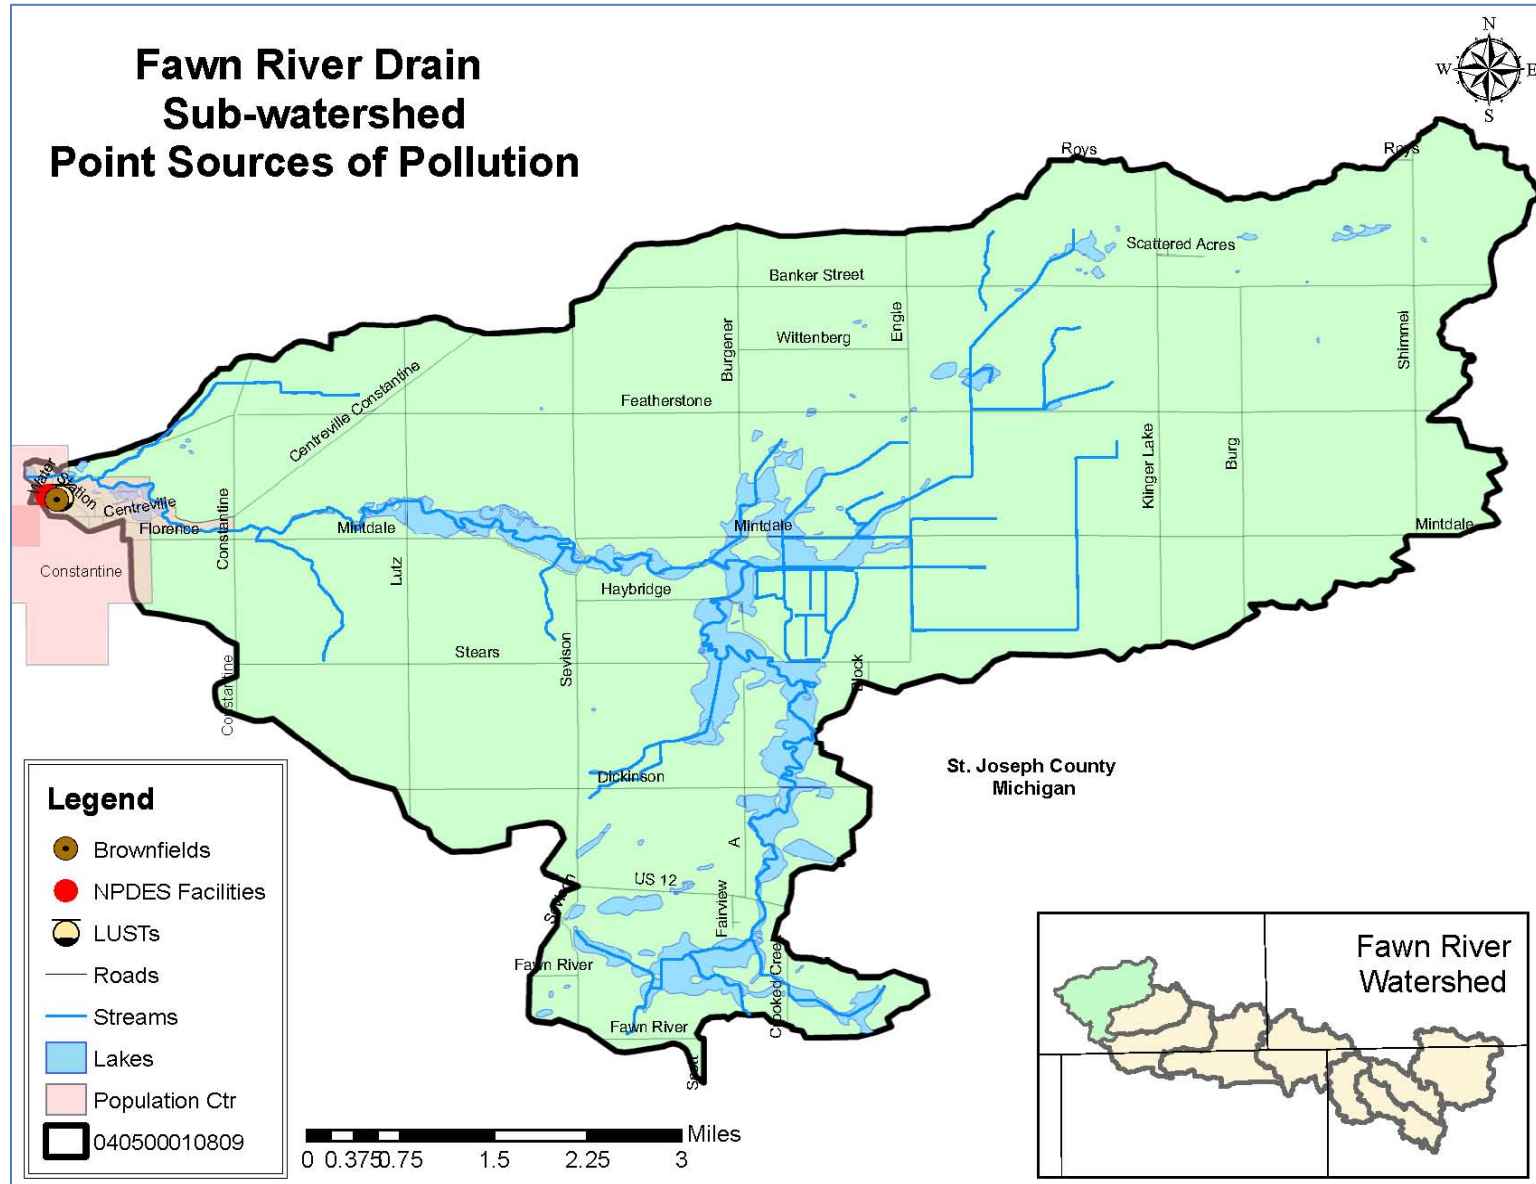 Fawn River Drain
Sub-watershed
Point Sources of Pollution
N
W
E
S
Roys
Roys
Scattered Acres
Banker Street
Burgener
Wittenberg
Engle
Shimmel
Centreville Constantine
Featherstone
Klinger Lake
Burg
Water
Station
Centreville
Florence
Constantine
Mintdale
Mintdale
Mintdale
Constantine
Lutz
Haybridge
Stears
Sevison
Constantine
Block
Dickinson
St. Joseph County
Michigan
A
US 12
Fairview
Fawn River
Crooked Creek
Fawn River
Scott
Legend
Brownfields
NPDES Facilities
LUSTs
Roads
Streams
Lakes
Population Ctr
040500010809
0 0.375 0.75 1.5 2.25 3
Miles
Fawn River
Watershed